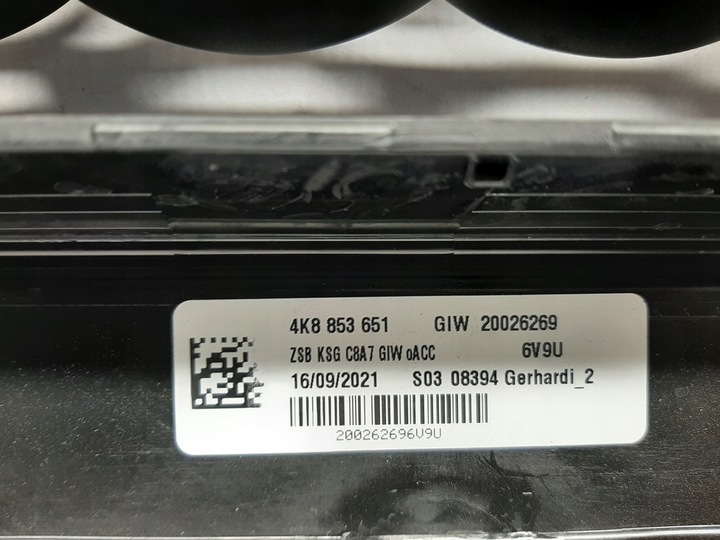 4K8 853 651 GIW 20026269
ZSB KSG C8A7 GIW oACC 6V9U
16/09/2021 S03 08394 Gerhardi_2
200262696V9U